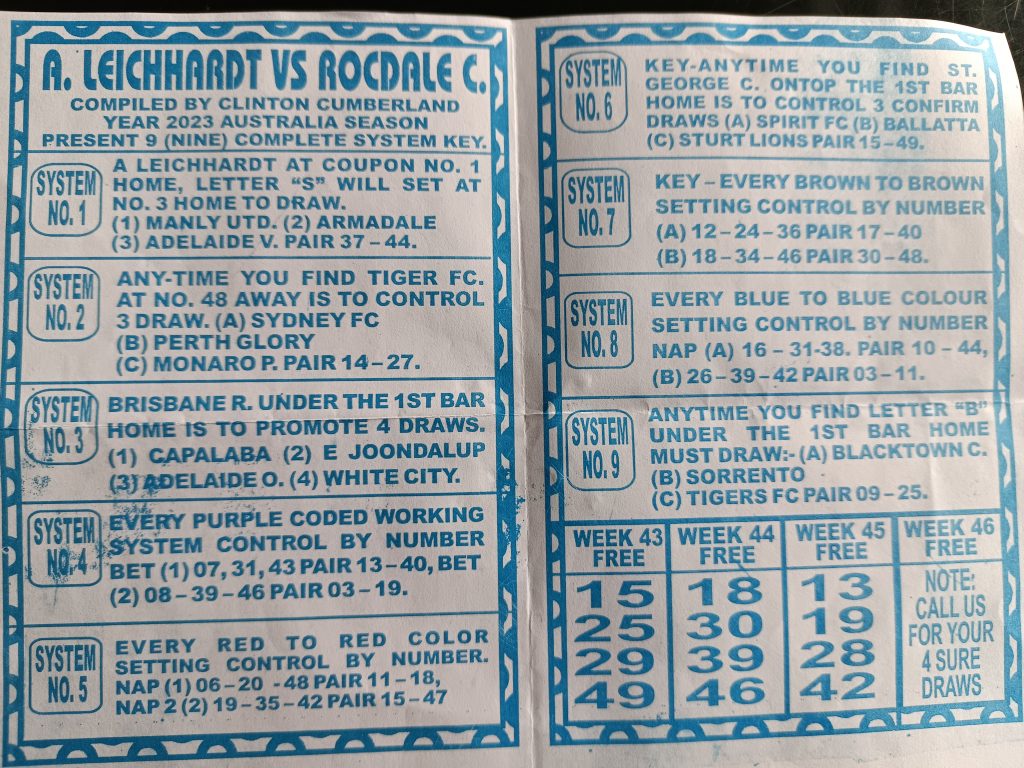 A. LEICHHARDT VS ROCDALE C.
COMPILED BY CLINTON CUMBERLAND
YEAR 2023 AUSTRALIA SEASON
PRESENT 9 (NINE) COMPLETE SYSTEM KEY.
SYSTEM NO. 1
A LEICHHARDT AT COUPON NO. 1
HOME, LETTER "S" WILL SET AT
NO. 3 HOME TO DRAW.
(1) MANLY UTD. (2) ARMADALE
(3) ADELAIDE V. PAIR 37 – 44.
SYSTEM NO. 2
ANY-TIME YOU FIND TIGER FC.
AT NO. 48 AWAY IS TO CONTROL
3 DRAW. (A) SYDNEY FC
(B) PERTH GLORY
(C) MONARO P. PAIR 14 – 27.
SYSTEM NO. 3
BRISBANE R. UNDER THE 1ST BAR
HOME IS TO PROMOTE 4 DRAWS.
(1) CAPALABA (2) E JOONDALUP
(3) ADELAIDE O. (4) WHITE CITY.
SYSTEM NO. 4
EVERY PURPLE CODED WORKING
SYSTEM CONTROL BY NUMBER
BET (1) 07, 31, 43 PAIR 13 – 40, BET
(2) 08 – 39 – 46 PAIR 03 – 19.
SYSTEM NO. 5
EVERY RED TO RED COLOR
SETTING CONTROL BY NUMBER.
NAP (1) 06 – 20 -48 PAIR 11 – 18,
NAP 2 (2) 19 – 35 – 42 PAIR 15 – 47
SYSTEM NO. 6
KEY-ANYTIME YOU FIND ST.
GEORGE C. ONTOP THE 1ST BAR
HOME IS TO CONTROL 3 CONFIRM
DRAWS (A) SPIRIT FC (B) BALLATTA
(C) STURT LIONS PAIR 15 – 49.
SYSTEM NO. 7
KEY – EVERY BROWN TO BROWN
SETTING CONTROL BY NUMBER
(A) 12 – 24 – 36 PAIR 17 – 40
(B) 18 – 34 – 46 PAIR 30 – 48.
SYSTEM NO. 8
EVERY BLUE TO BLUE COLOUR
SETTING CONTROL BY NUMBER
NAP (A) 16 – 31-38. PAIR 10 – 44,
(B) 26 – 39 – 42 PAIR 03 – 11.
SYSTEM NO. 9
ANYTIME YOU FIND LETTER "B"
UNDER THE 1ST BAR HOME
MUST DRAW:- (A) BLACKTOWN C.
(B) SORRENTO
(C) TIGERS FC PAIR 09 – 25.
WEEK 43
FREE
15
25
29
49
WEEK 44
FREE
18
30
39
46
WEEK 45
FREE
13
19
28
42
WEEK 46
FREE
NOTE:
CALL US
FOR YOUR
4 SURE
DRAWS